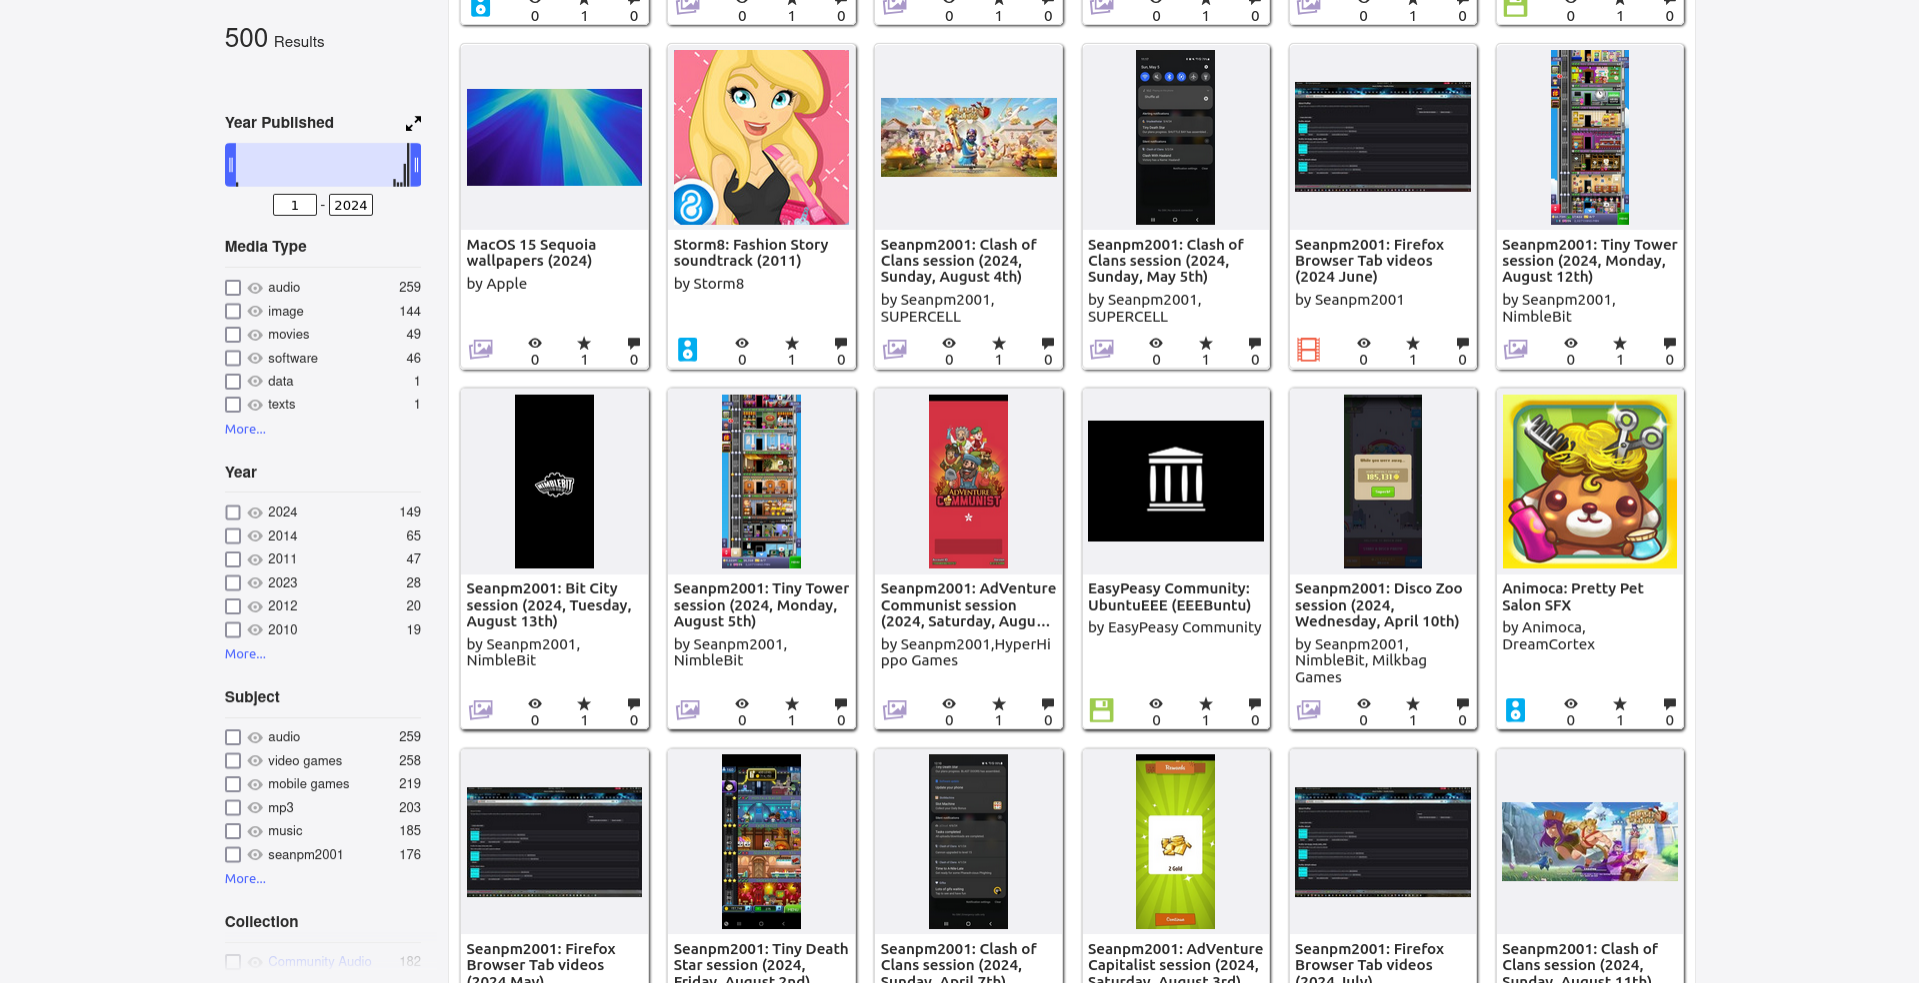 500 Results
Year Published
1 - 2024
Media Type
audio 259
image 144
movies 49
software 46
data 1
texts 1
More...
Year
2024 149
2014 65
2011 47
2023 28
2012 20
2010 19
More...
Subject
audio 259
video games 258
mobile games 219
mp3 203
music 185
seanpm2001 176
More...
Collection
Community Audio 182
0 1 0
0 1 0
0 1 0
0 1 0
0 1 0
0 1 0
MacOS 15 Sequoia
wallpapers (2024)
by Apple
0 1 0
Storm8: Fashion Story
soundtrack (2011)
by Storm8
0 1 0
Seanpm2001: Clash of
Clans session (2024,
Sunday, August 4th)
by Seanpm2001,
SUPERCELL
0 1 0
Seanpm2001: Clash of
Clans session (2024,
Sunday, May 5th)
by Seanpm2001,
SUPERCELL
0 1 0
Seanpm2001: Firefox
Browser Tab videos
(2024 June)
by Seanpm2001
0 1 0
Seanpm2001: Tiny Tower
session (2024, Monday,
August 12th)
by Seanpm2001,
NimbleBit
0 1 0
NIMBLEBIT
Seanpm2001: Bit City
session (2024, Tuesday,
August 13th)
by Seanpm2001,
NimbleBit
0 1 0
Seanpm2001: Tiny Tower
session (2024, Monday,
August 5th)
by Seanpm2001,
NimbleBit
0 1 0
ADVENTURE
COMMUNIST
Seanpm2001: AdVenture
Communist session
(2024, Saturday, Augu...
by Seanpm2001,HyperHi
ppo Games
0 1 0
EasyPeasy Community:
UbuntuEEE (EEEBuntu)
by EasyPeasy Community
0 1 0
185,131
Seanpm2001: Disco Zoo
session (2024,
Wednesday, April 10th)
by Seanpm2001,
NimbleBit, Milkbag
Games
0 1 0
Animoca: Pretty Pet
Salon SFX
by Animoca,
DreamCortex
0 1 0
Seanpm2001: Firefox
Browser Tab videos
(2024 May)
Seanpm2001: Tiny Death
Star session (2024,
Friday, August 2nd)
Seanpm2001: Clash of
Clans session (2024,
Sunday, April 7th)
Rewards
2 Gold
Continue
Seanpm2001: AdVenture
Capitalist session (2024,
Saturday, August 3rd)
Seanpm2001: Firefox
Browser Tab videos
(2024 July)
Seanpm2001: Clash of
Clans session (2024,
Sunday, August 11th)